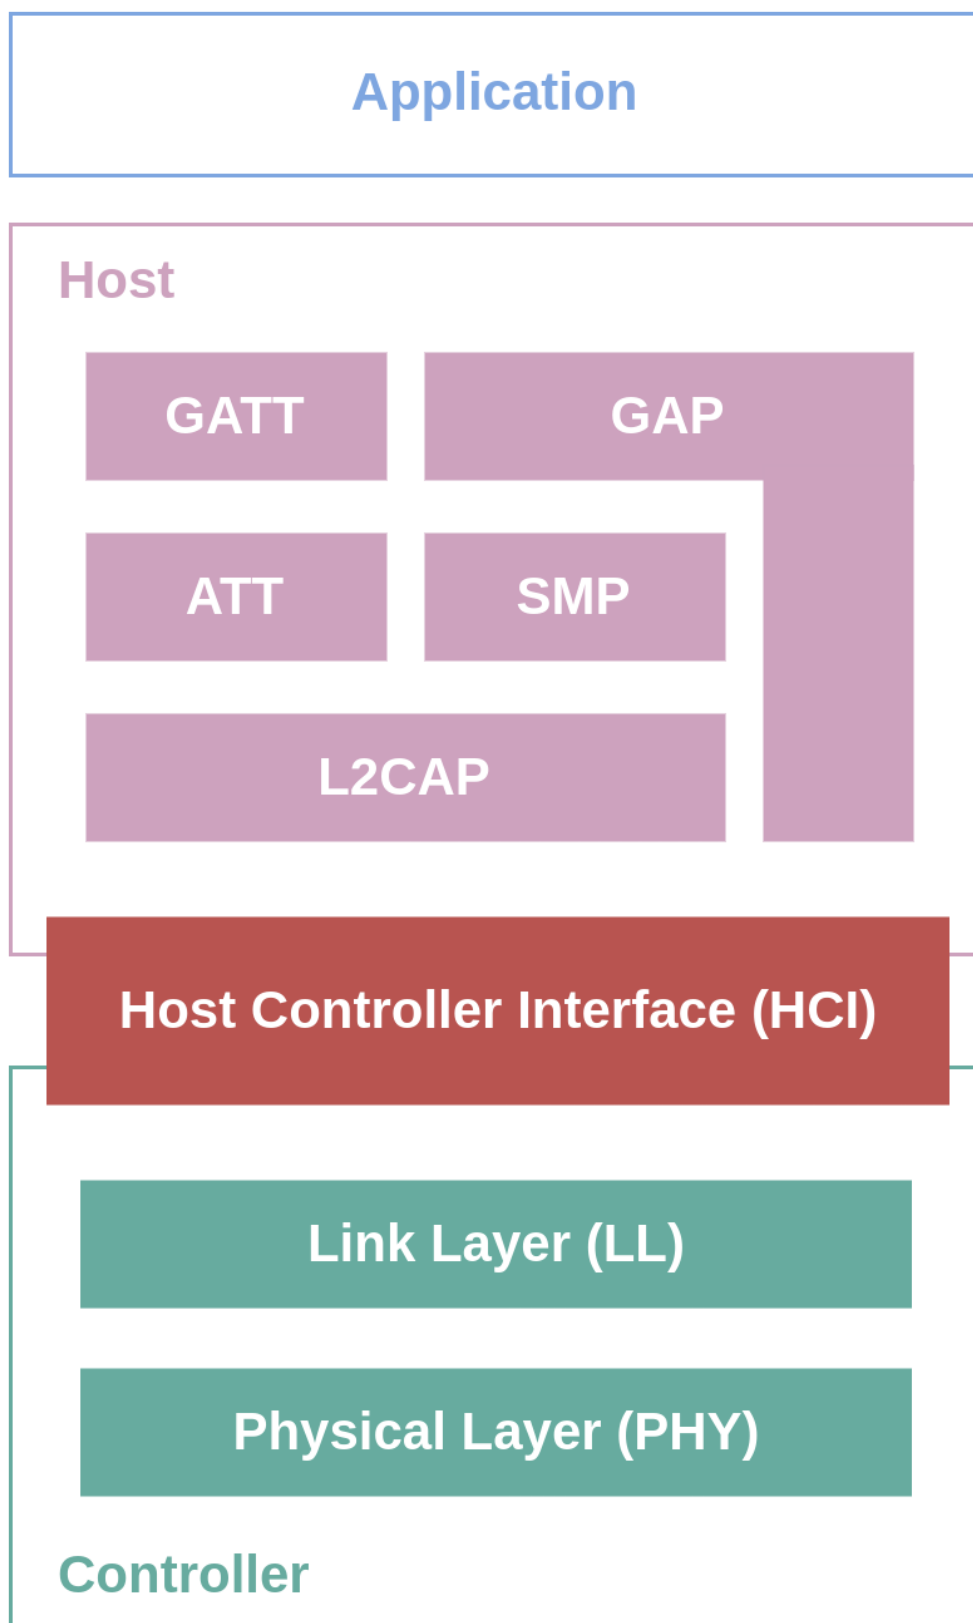 Application
Host
GATT
GAP
ATT
SMP
L2CAP
Host Controller Interface (HCI)
Link Layer (LL)
Physical Layer (PHY)
Controller